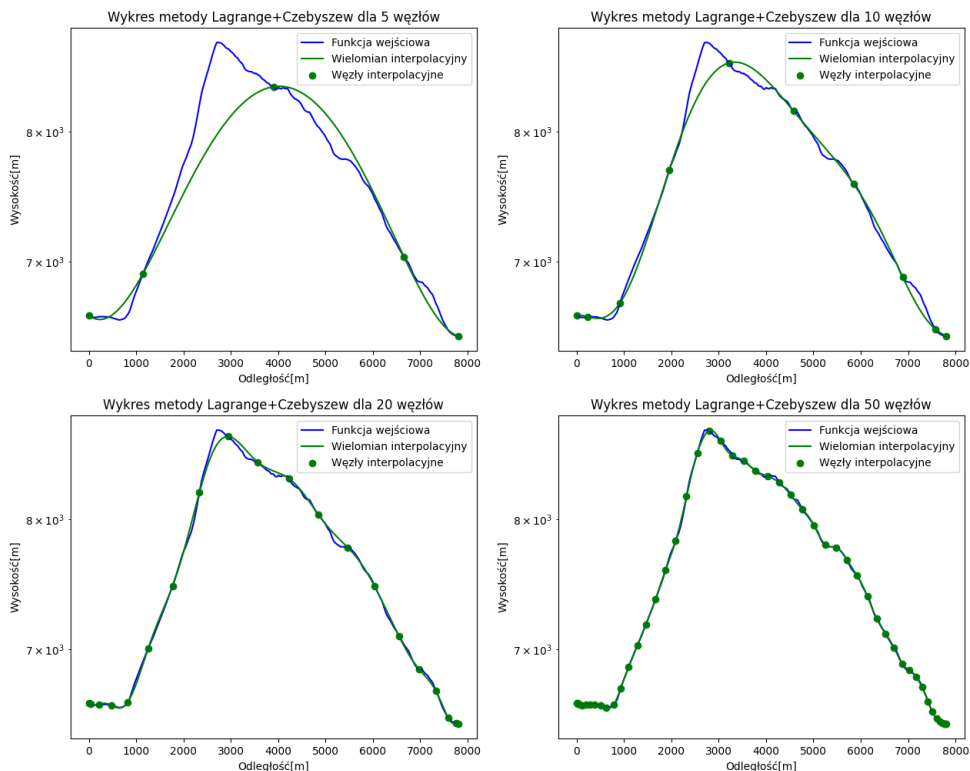 Wykres metody Lagrange+Czebyszew dla 5 węzłów
Funkcja wejściowa
Wielomian interpolacyjny
Węzły interpolacyjne
8 × 10³
7 × 10³
Wysokość[m]
0 1000 2000 3000 4000 5000 6000 7000 8000
Odległość[m]
Wykres metody Lagrange+Czebyszew dla 10 węzłów
Funkcja wejściowa
Wielomian interpolacyjny
Węzły interpolacyjne
8 × 10³
7 × 10³
Wysokość[m]
0 1000 2000 3000 4000 5000 6000 7000 8000
Odległość[m]
Wykres metody Lagrange+Czebyszew dla 20 węzłów
Funkcja wejściowa
Wielomian interpolacyjny
Węzły interpolacyjne
8 × 10³
7 × 10³
Wysokość[m]
0 1000 2000 3000 4000 5000 6000 7000 8000
Odległość[m]
Wykres metody Lagrange+Czebyszew dla 50 węzłów
Funkcja wejściowa
Wielomian interpolacyjny
Węzły interpolacyjne
8 × 10³
7 × 10³
Wysokość[m]
0 1000 2000 3000 4000 5000 6000 7000 8000
Odległość[m]